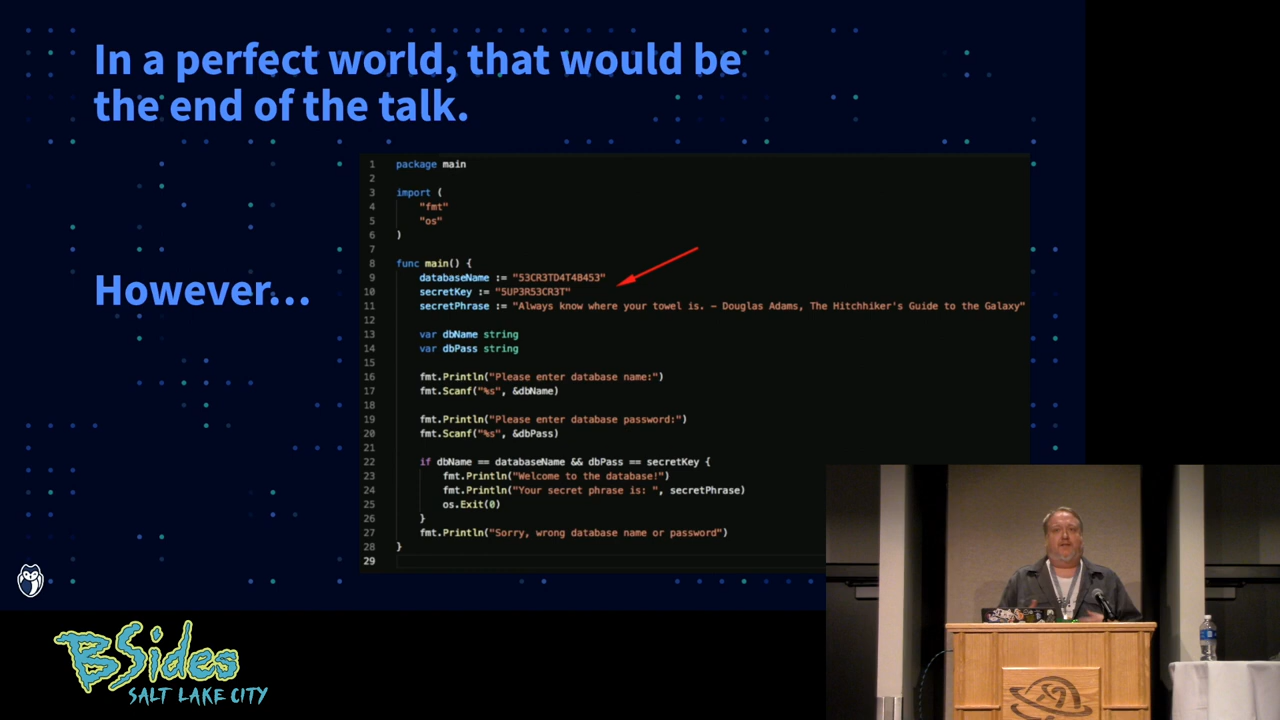 In a perfect world, that would be
the end of the talk.
However...
1 package main
2
3 import (
4 "fmt"
5 "os"
6 )
7
8 func main() {
9 databaseName := "53CR3TD4T4B453"
10 secretKey := "5UP3R53CR3T"
11 secretPhrase := "Always know where your towel is. – Douglas Adams, The Hitchhiker's Guide to the Galaxy"
12
13 var dbName string
14 var dbPass string
15
16 fmt.Println("Please enter database name:")
17 fmt.Scanf("%s", &dbName)
18
19 fmt.Println("Please enter database password:")
20 fmt.Scanf("%s", &dbPass)
21
22 if dbName == databaseName && dbPass == secretKey {
23 fmt.Println("Welcome to the database!")
24 fmt.Println("Your secret phrase is: ", secretPhrase)
25 os.Exit(0)
26 }
27 fmt.Println("Sorry, wrong database name or password")
28 }
29
BSides
SALT LAKE CITY